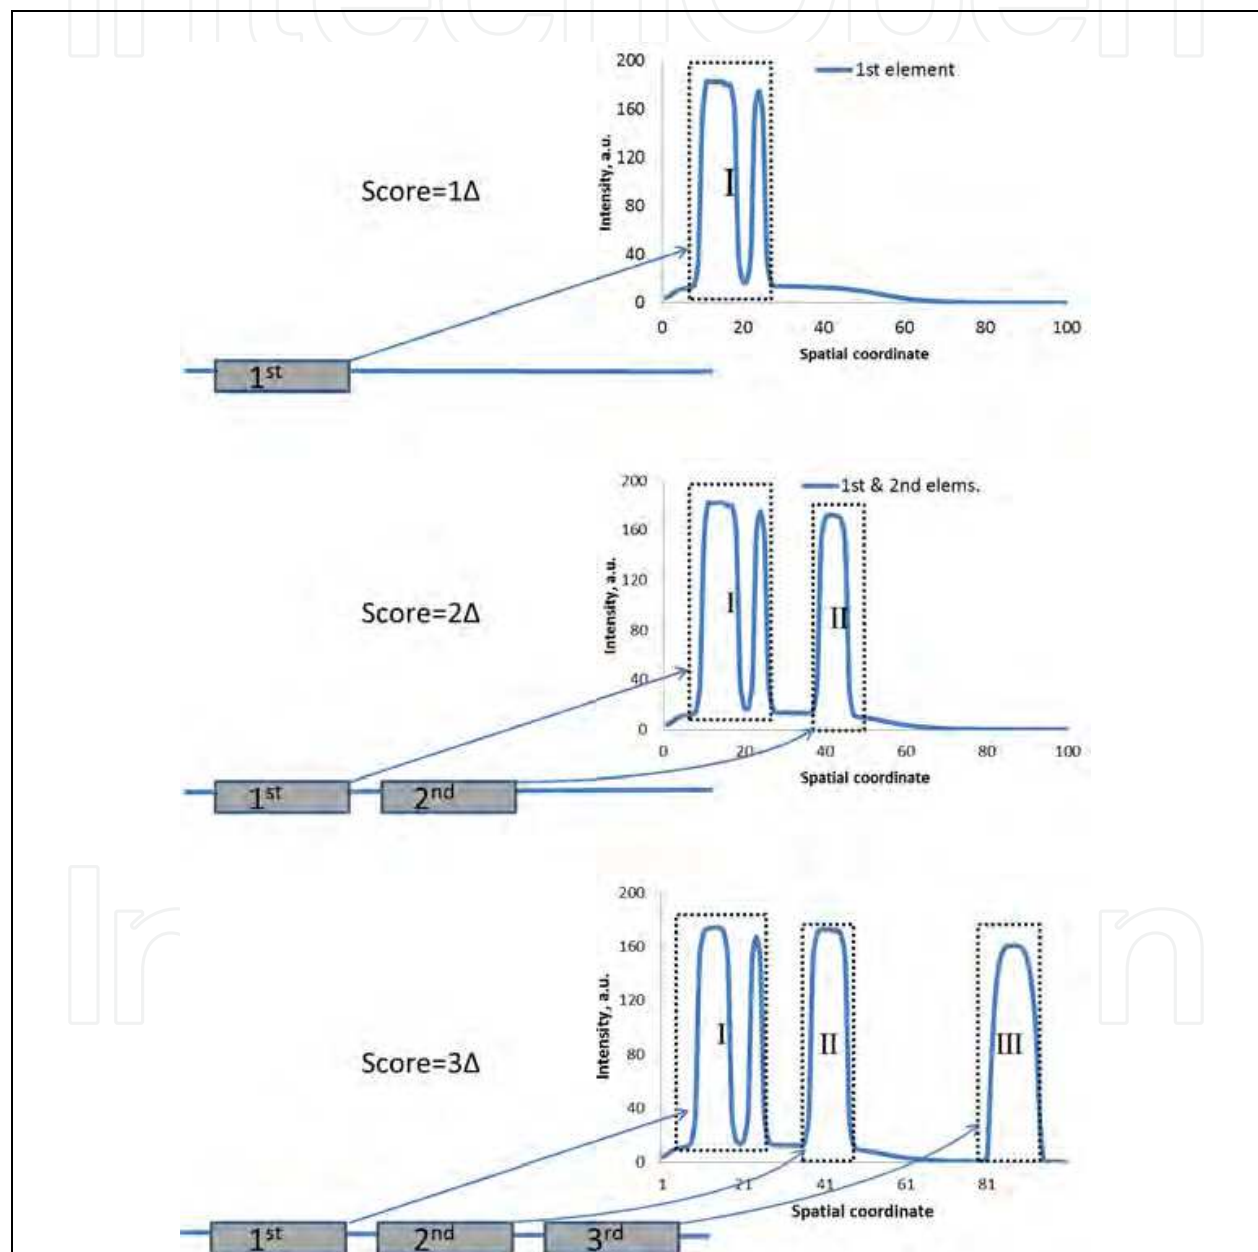 IntechOpen
200
1st element
160
Intensity, a.u.
120
I
Score=1Δ
80
40
0
0 20 40 60 80 100
Spatial coordinate
1st
200
1st & 2nd elems.
160
Intensity, a.u.
120
I
II
Score=2Δ
80
40
0
0 20 40 60 80 100
Spatial coordinate
1st 2nd
200
160
Intensity, a.u.
120
I II III
Score=3Δ
80
40
0
1 21 41 61 81
Spatial coordinate
1st 2nd 3rd